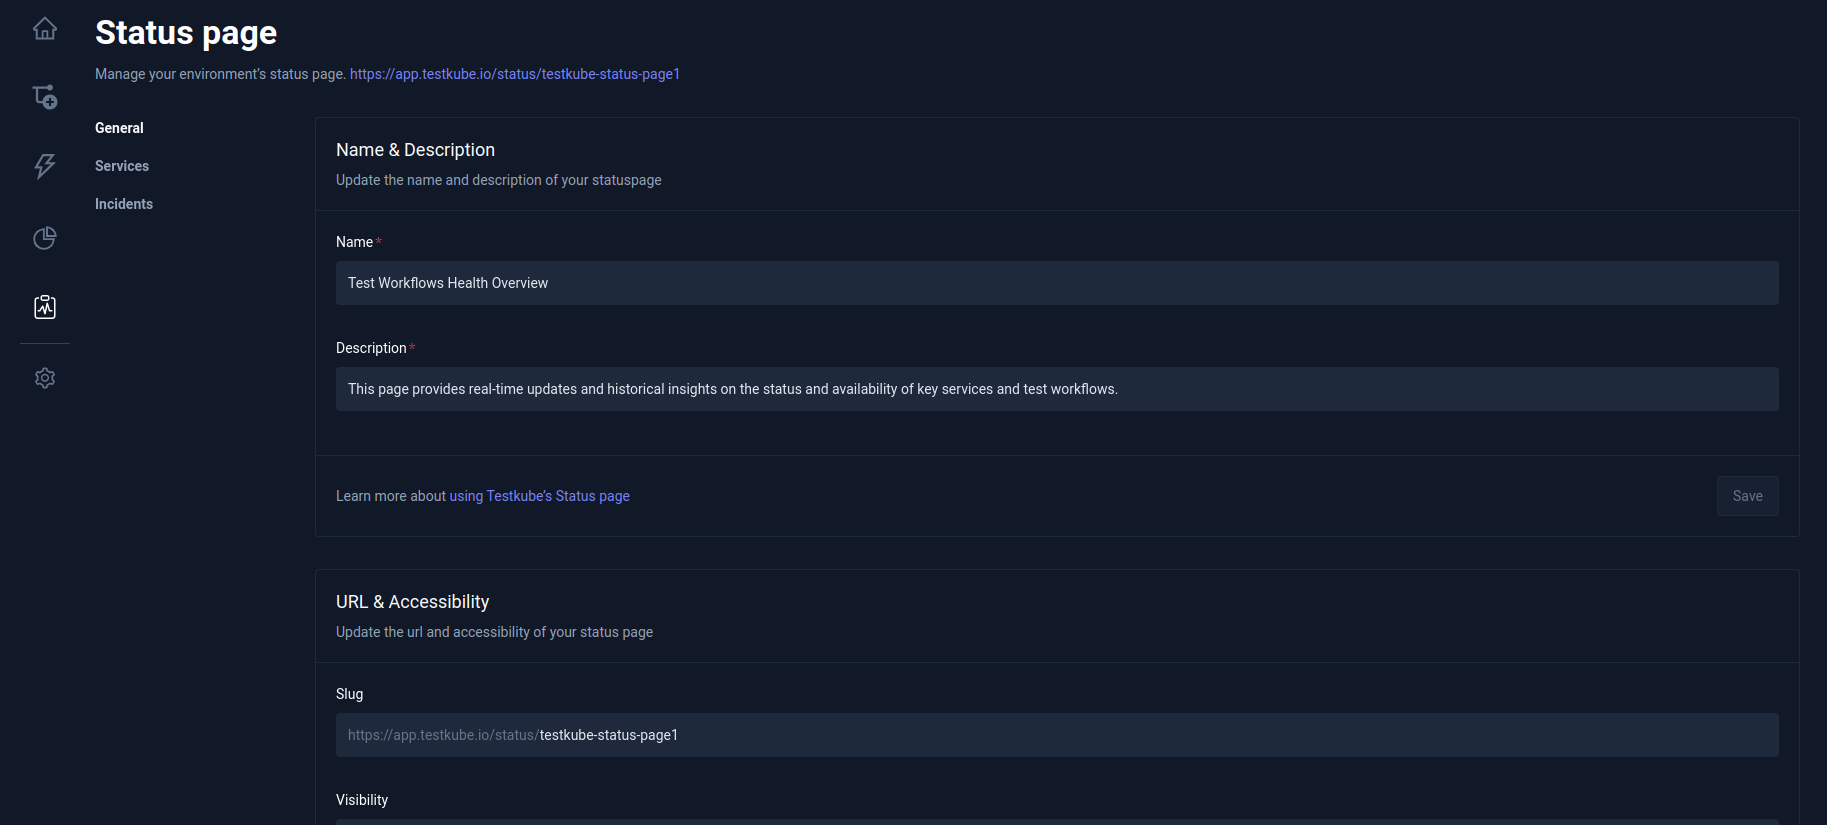 Status page
Manage your environment's status page. https://app.testkube.io/status/testkube-status-page1
General
Services
Incidents
Name & Description
Update the name and description of your statuspage
Name *
Test Workflows Health Overview
Description *
This page provides real-time updates and historical insights on the status and availability of key services and test workflows.
Learn more about using Testkube's Status page
Save
URL & Accessibility
Update the url and accessibility of your status page
Slug
https://app.testkube.io/status/testkube-status-page1
Visibility